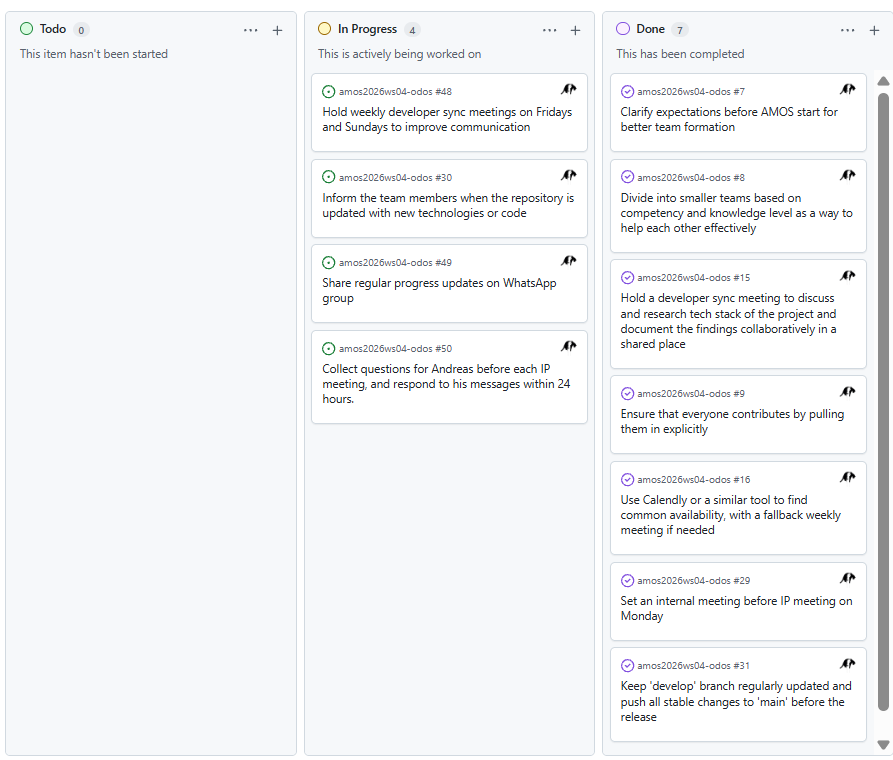 Todo 0
This item hasn't been started
In Progress 4
This is actively being worked on
amos2026ws04-odos #48
Hold weekly developer sync meetings on Fridays
and Sundays to improve communication
amos2026ws04-odos #30
Inform the team members when the repository is
updated with new technologies or code
amos2026ws04-odos #49
Share regular progress updates on WhatsApp
group
amos2026ws04-odos #50
Collect questions for Andreas before each IP
meeting, and respond to his messages within 24
hours.
Done 7
This has been completed
amos2026ws04-odos #7
Clarify expectations before AMOS start for
better team formation
amos2026ws04-odos #8
Divide into smaller teams based on
competency and knowledge level as a way to
help each other effectively
amos2026ws04-odos #15
Hold a developer sync meeting to discuss
and research tech stack of the project and
document the findings collaboratively in a
shared place
amos2026ws04-odos #9
Ensure that everyone contributes by pulling
them in explicitly
amos2026ws04-odos #16
Use Calendly or a similar tool to find
common availability, with a fallback weekly
meeting if needed
amos2026ws04-odos #29
Set an internal meeting before IP meeting on
Monday
amos2026ws04-odos #31
Keep 'develop' branch regularly updated and
push all stable changes to 'main' before the
release